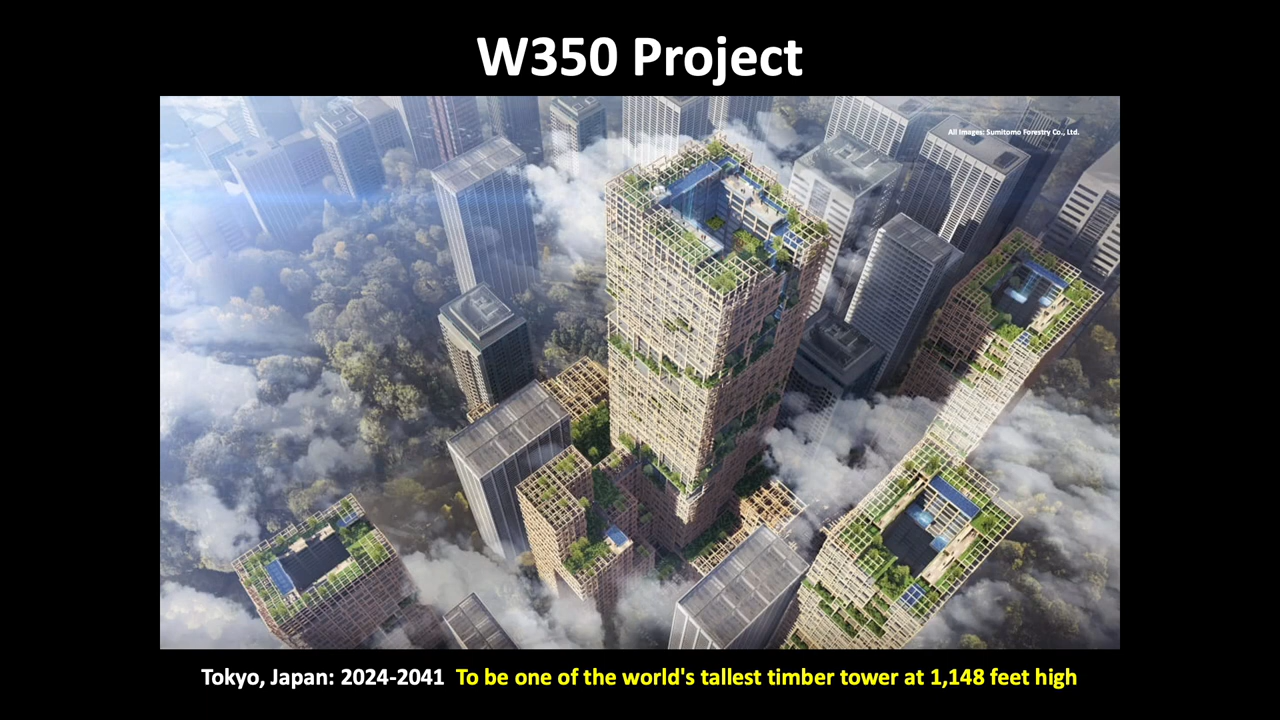 W350 Project
All Images: Sumitomo Forestry Co., Ltd.
Tokyo, Japan: 2024-2041  To be one of the world's tallest timber tower at 1,148 feet high